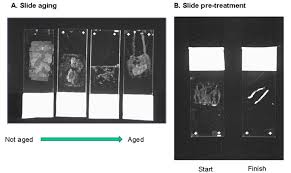 A. Slide aging
B. Slide pre-treatment
Not aged
Aged
Start
Finish